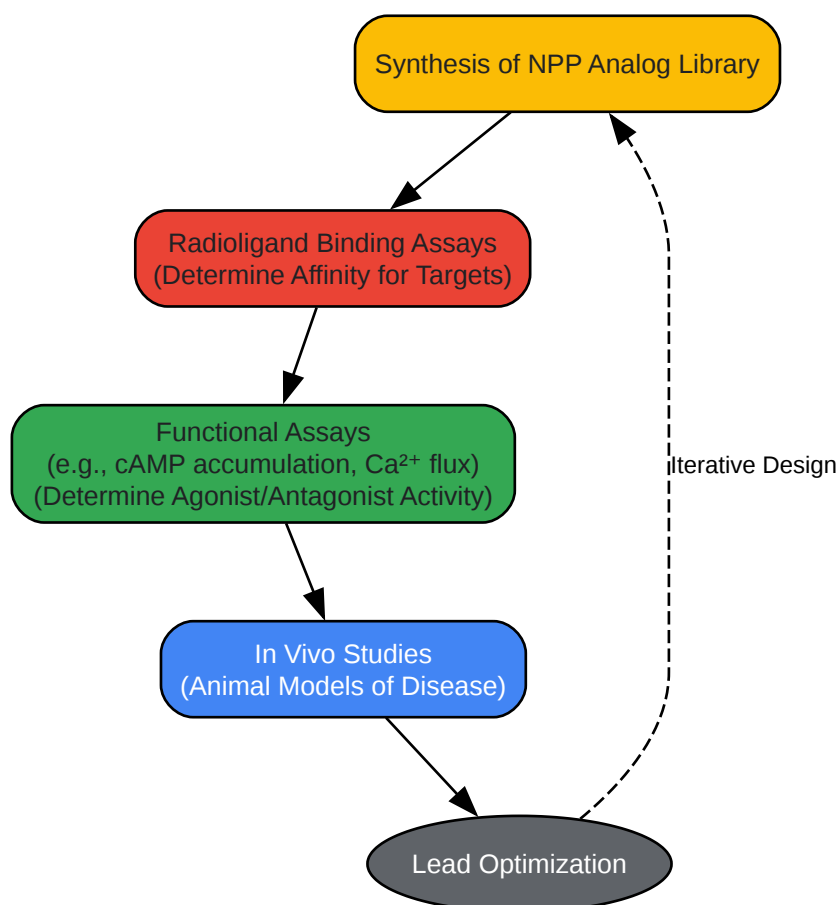 Synthesis of NPP Analog Library
Radioligand Binding Assays
(Determine Affinity for Targets)
Functional Assays
(e.g., cAMP accumulation, Ca²⁺ flux)
(Determine Agonist/Antagonist Activity)
Iterative Design
In Vivo Studies
(Animal Models of Disease)
Lead Optimization